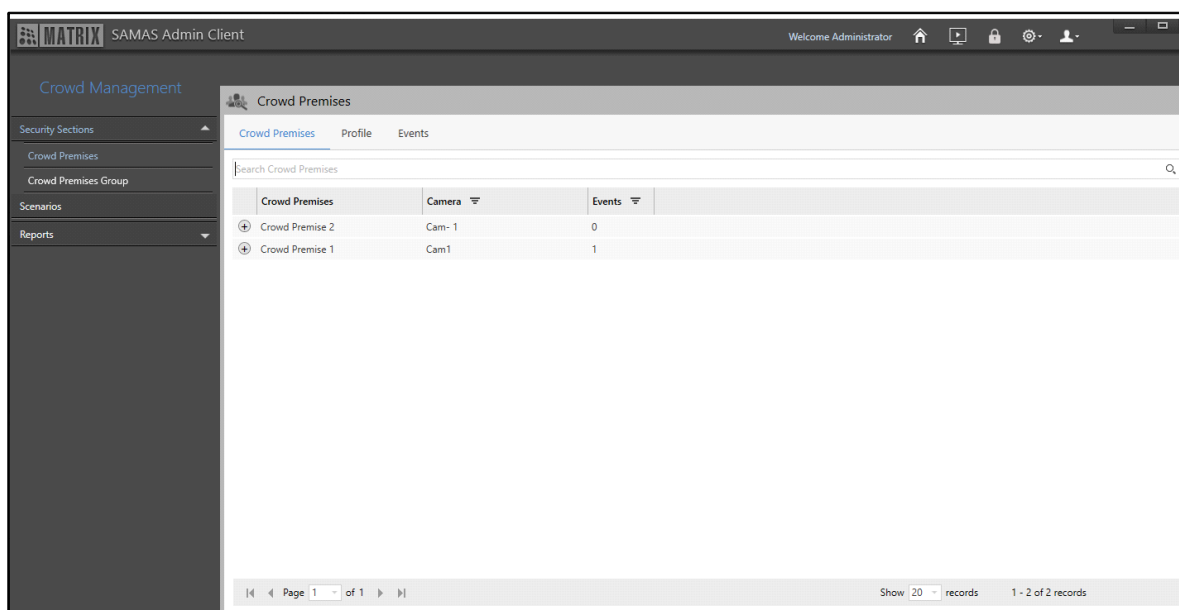 MATRIX SAMAS Admin Client Welcome Administrator
Crowd Management
Crowd Premises
Security Sections
Crowd Premises Profile Events
Crowd Premises
Search Crowd Premises
Crowd Premises Group
Crowd Premises Camera Events
Scenarios
Crowd Premise 2 Cam- 1 0
Reports
Crowd Premise 1 Cam1 1
Page 1 of 1 Show 20 records 1 - 2 of 2 records